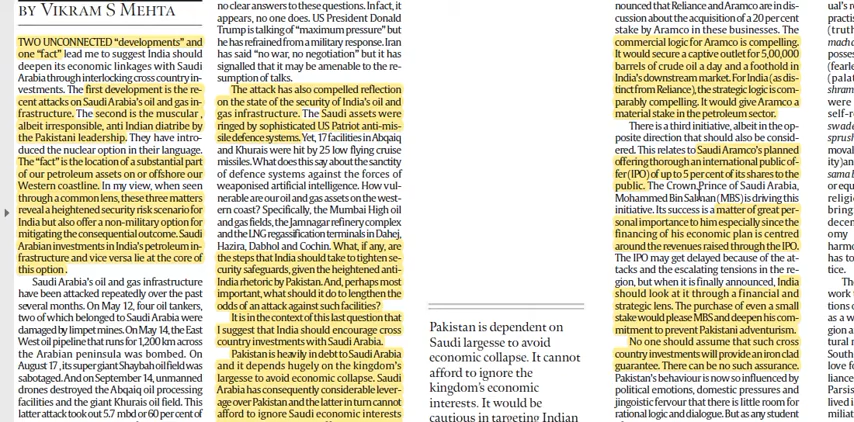 BY VIKRAM S MEHTA
TWO UNCONNECTED “developments” and
one “fact” lead me to suggest India should
deepen its economic linkages with Saudi
Arabia through interlocking cross country in-
vestments. The first development is the re-
cent attacks on Saudi Arabia's oil and gas in-
frastructure. The second is the muscular ,
albeit irresponsible, anti Indian diatribe by
the Pakistani leadership. They have intro-
duced the nuclear option in their language.
The “fact” is the location of a substantial part
of our petroleum assets on or offshore our
Western coastline. In my view, when seen
through a common lens, these three matters
reveal a heightened security risk scenario for
India but also offer a non-military option for
mitigating the consequential outcome. Saudi
Arabian investments in India's petroleum in-
frastructure and vice versa lie at the core of
this option .
Saudi Arabia's oil and gas infrastructure
have been attacked repeatedly over the past
several months. On May 12, four oil tankers,
two of which belonged to Saudi Arabia were
damaged by limpet mines. On May 14, the East
West oil pipeline that runs for 1,200 km across
the Arabian peninsula was bombed. On
August 17 , its super giant Shaybah oil field was
sabotaged. And on September 14, unmanned
drones destroyed the Abqaiq oil processing
facilities and the giant Khurais oil field. This
latter attack took out 5.7 mbd or 60 per cent of
no clear answers to these questions. In fact, it
appears, no one does. US President Donald
Trump is talking of “maximum pressure” but
he has refrained from a military response. Iran
has said “no war, no negotiation” but it has
signalled that it may be amenable to the re-
sumption of talks.
The attack has also compelled reflection
on the state of the security of India's oil and
gas infrastructure. The Saudi assets were
ringed by sophisticated US Patriot anti-mis-
sile defence systems. Yet, 17 facilities in Abqaiq
and Khurais were hit by 25 low flying cruise
missiles. What does this say about the sanctity
of defence systems against the forces of
weaponised artificial intelligence. How vul-
nerable are our oil and gas assets on the west-
ern coast? Specifically, the Mumbai High oil
and gas fields, the Jamnagar refinery complex
and the LNG regassification terminals in Dahej,
Hazira, Dabhol and Cochin. What, if any, are
the steps that India should take to tighten se-
curity safeguards, given the heightened anti-
India rhetoric by Pakistan. And, perhaps most
important, what should it do to lengthen the
odds of an attack against such facilities?
It is in the context of this last question that
I suggest that India should encourage cross
country investments with Saudi Arabia.
Pakistan is heavily in debt to Saudi Arabia
and it depends hugely on the kingdom's
largesse to avoid economic collapse. Saudi
Arabia has consequently considerable lever-
age over Pakistan and the latter in turn cannot
afford to ignore Saudi economic interests
Pakistan is dependent on
Saudi largesse to avoid
economic collapse. It cannot
afford to ignore the
kingdom's economic
interests. It would be
cautious in targeting Indian
nounced that Reliance and Aramco are in dis-
cussion about the acquisition of a 20 per cent
stake by Aramco in these businesses. The
commercial logic for Aramco is compelling.
It would secure a captive outlet for 5,00,000
barrels of crude oil a day and a foothold in
India's downstream market. For India (as dis-
tinct from Reliance), the strategic logic is com-
parably compelling. It would give Aramco a
material stake in the petroleum sector.
There is a third initiative, albeit in the op-
posite direction that should also be consid-
ered. This relates to Saudi Aramco's planned
offering thorough an international public of-
fer (IPO) of up to 5 per cent of its shares to the
public. The Crown Prince of Saudi Arabia,
Mohammed Bin Salman (MBS) is driving this
initiative. Its success is a matter of great per-
sonal importance to him especially since the
financing of his economic plan is centred
around the revenues raised through the IPO.
The IPO may get delayed because of the at-
tacks and the escalating tensions in the re-
gion, but when it is finally announced, India
should look at it through a financial and
strategic lens. The purchase of even a small
stake would please MBS and deepen his com-
mitment to prevent Pakistani adventurism.
No one should assume that such cross
country investments will provide an iron clad
guarantee. There can be no such assurance.
Pakistan's behaviour is now so influenced by
political emotions, domestic pressures and
jingoistic fervour that there is little room for
rational logic and dialogue. But as any student